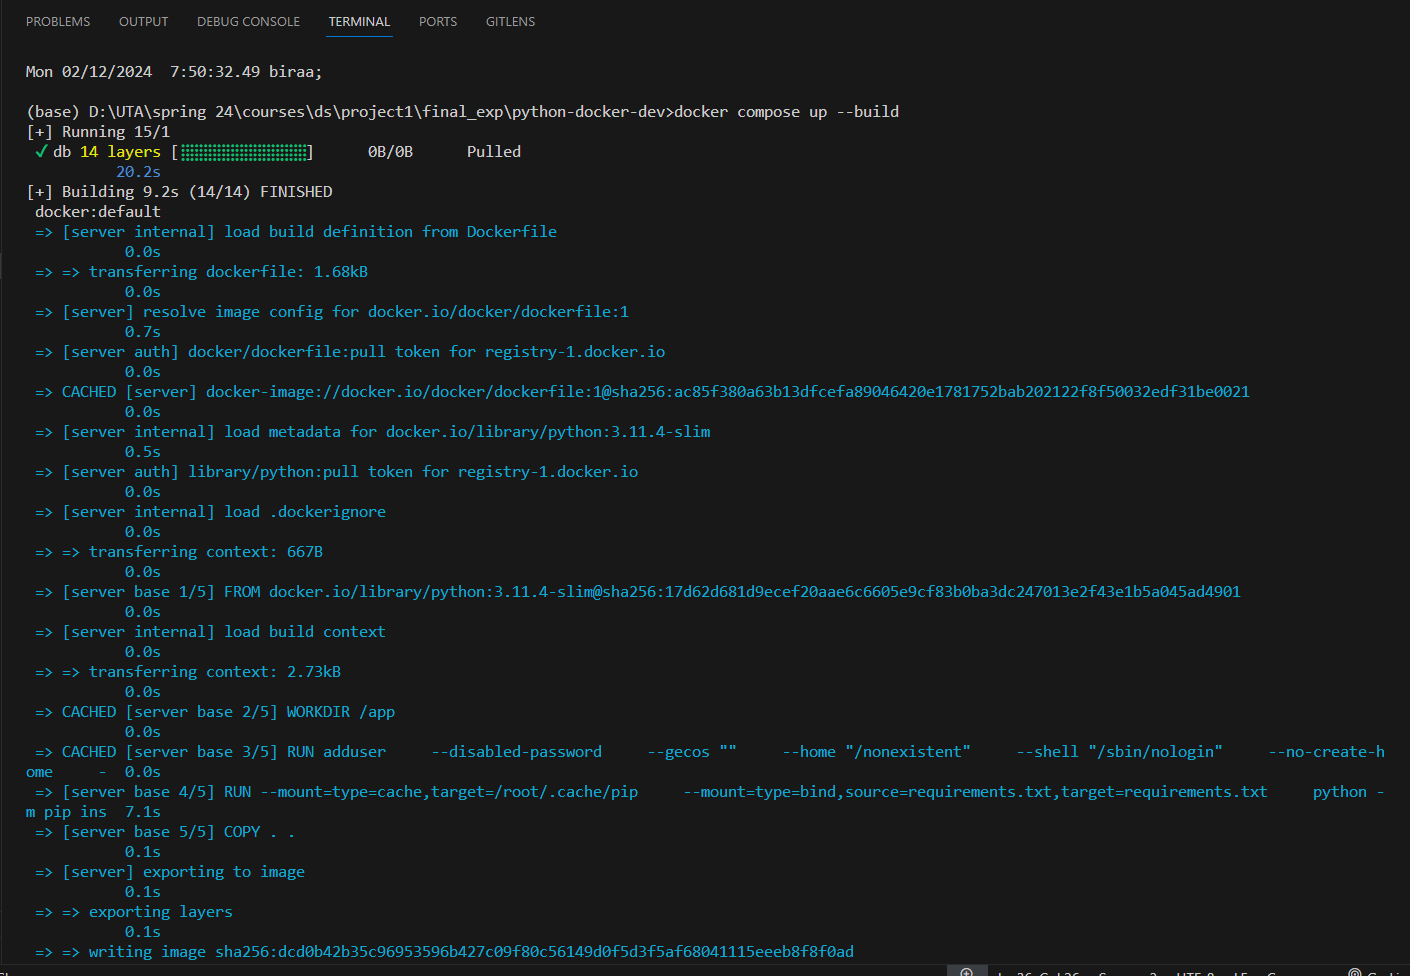 PROBLEMS OUTPUT DEBUG CONSOLE TERMINAL PORTS GITLENS
Mon 02/12/2024  7:50:32.49 biraa;
(base) D:\UTA\spring 24\courses\ds\project1\final_exp\python-docker-dev>docker compose up --build
[+] Running 15/1
✔ db 14 layers [⣿⣿⣿⣿⣿⣿⣿⣿⣿⣿⣿⣿⣿⣿]      0B/0B      Pulled
20.2s
[+] Building 9.2s (14/14) FINISHED
docker:default
=> [server internal] load build definition from Dockerfile
0.0s
=> => transferring dockerfile: 1.68kB
0.0s
=> [server] resolve image config for docker.io/docker/dockerfile:1
0.7s
=> [server auth] docker/dockerfile:pull token for registry-1.docker.io
0.0s
=> CACHED [server] docker-image://docker.io/docker/dockerfile:1@sha256:ac85f380a63b13dfcefa89046420e1781752bab202122f8f50032edf31be0021
0.0s
=> [server internal] load metadata for docker.io/library/python:3.11.4-slim
0.5s
=> [server auth] library/python:pull token for registry-1.docker.io
0.0s
=> [server internal] load .dockerignore
0.0s
=> => transferring context: 667B
0.0s
=> [server base 1/5] FROM docker.io/library/python:3.11.4-slim@sha256:17d62d681d9ecef20aae6c6605e9cf83b0ba3dc247013e2f43e1b5a045ad4901
0.0s
=> [server internal] load build context
0.0s
=> => transferring context: 2.73kB
0.0s
=> CACHED [server base 2/5] WORKDIR /app
0.0s
=> CACHED [server base 3/5] RUN adduser     --disabled-password     --gecos ""     --home "/nonexistent"     --shell "/sbin/nologin"     --no-create-h
ome     -  0.0s
=> [server base 4/5] RUN --mount=type=cache,target=/root/.cache/pip     --mount=type=bind,source=requirements.txt,target=requirements.txt     python -
m pip ins  7.1s
=> [server base 5/5] COPY . .
0.1s
=> [server] exporting to image
0.1s
=> => exporting layers
0.1s
=> => writing image sha256:dcd0b42b35c96953596b427c09f80c56149d0f5d3f5af68041115eeeb8f8f0ad